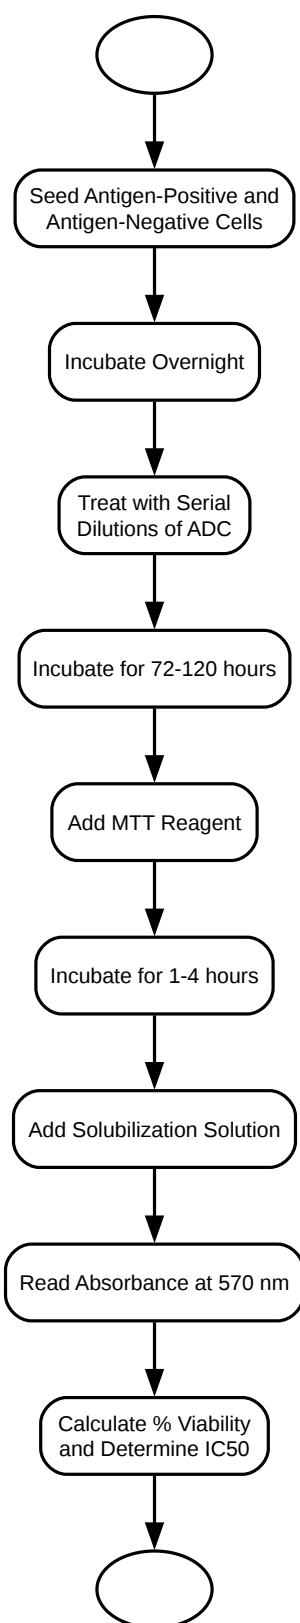 Seed Antigen-Positive and
Antigen-Negative Cells
Incubate Overnight
Treat with Serial
Dilutions of ADC
Incubate for 72-120 hours
Add MTT Reagent
Incubate for 1-4 hours
Add Solubilization Solution
Read Absorbance at 570 nm
Calculate % Viability
and Determine IC50